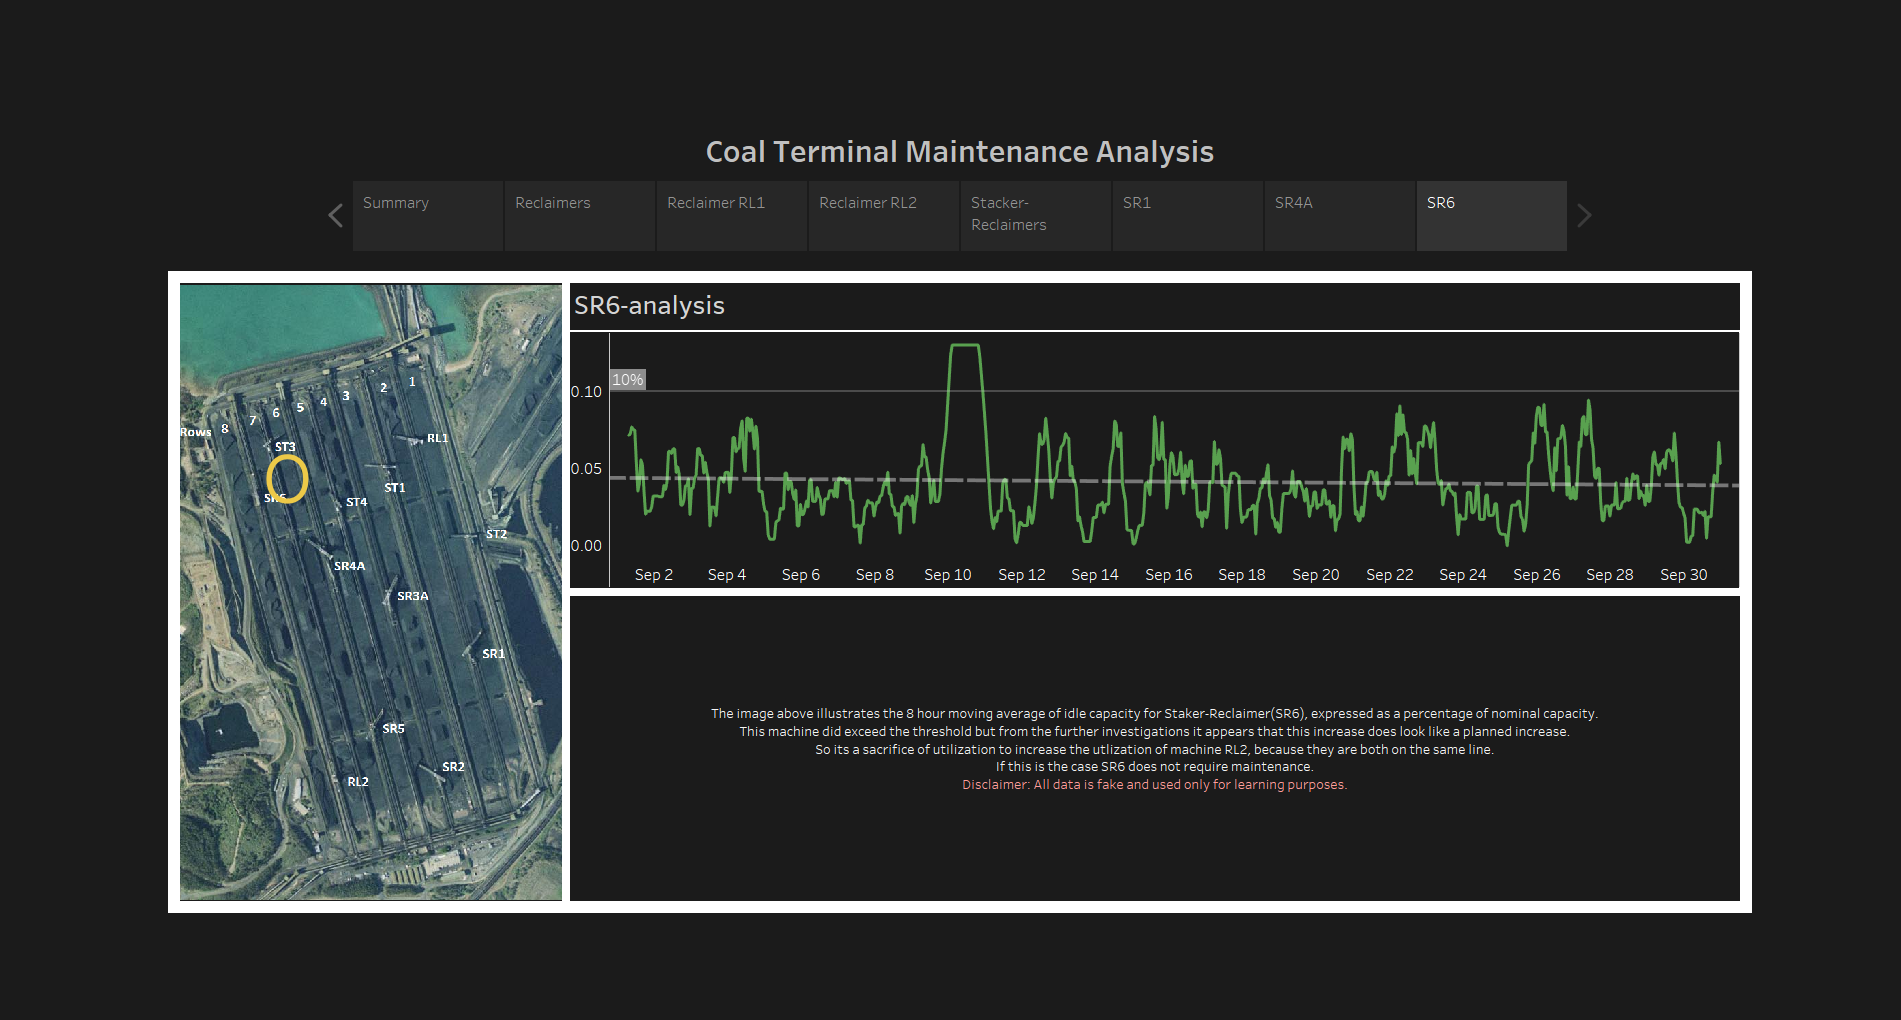 Coal Terminal Maintenance Analysis
Summary
Reclaimers
Reclaimer RL1
Reclaimer RL2
Stacker-
Reclaimers
SR1
SR4A
SR6
1
2
3
4
5
6
7
8
Rows
ST3
RL1
SR6
ST1
ST4
ST2
SR4A
SR3A
SR1
SR5
SR2
RL2
SR6-analysis
10%
0.10
0.05
0.00
Sep 2 Sep 4 Sep 6 Sep 8 Sep 10 Sep 12 Sep 14 Sep 16 Sep 18 Sep 20 Sep 22 Sep 24 Sep 26 Sep 28 Sep 30
The image above illustrates the 8 hour moving average of idle capacity for Staker-Reclaimer(SR6), expressed as a percentage of nominal capacity.
This machine did exceed the threshold but from the further investigations it appears that this increase does look like a planned increase.
So its a sacrifice of utilization to increase the utlization of machine RL2, because they are both on the same line.
If this is the case SR6 does not require maintenance.
Disclaimer: All data is fake and used only for learning purposes.